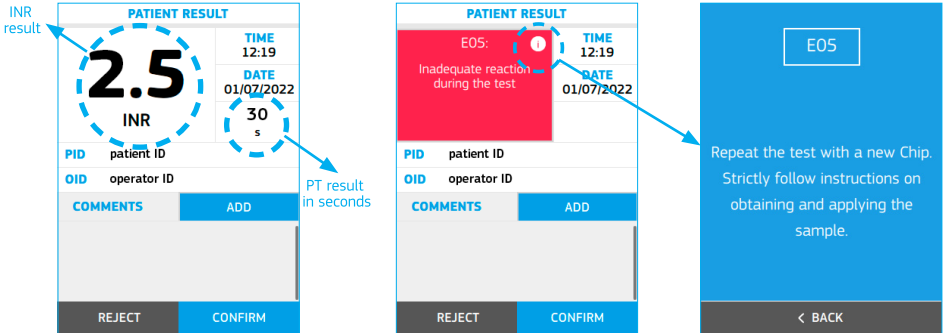 INR
result
PATIENT RESULT
2.5
INR
TIME
12:19
DATE
01/07/2022
30
s
PID patient ID
OID operator ID
COMMENTS ADD
REJECT CONFIRM
PT result
in seconds
PATIENT RESULT
E05: i
Inadequate reaction
during the test
TIME
12:19
DATE
01/07/2022
PID patient ID
OID operator ID
COMMENTS ADD
REJECT CONFIRM
E05
Repeat the test with a new Chip.
Strictly follow instructions on
obtaining and applying the
sample.
< BACK